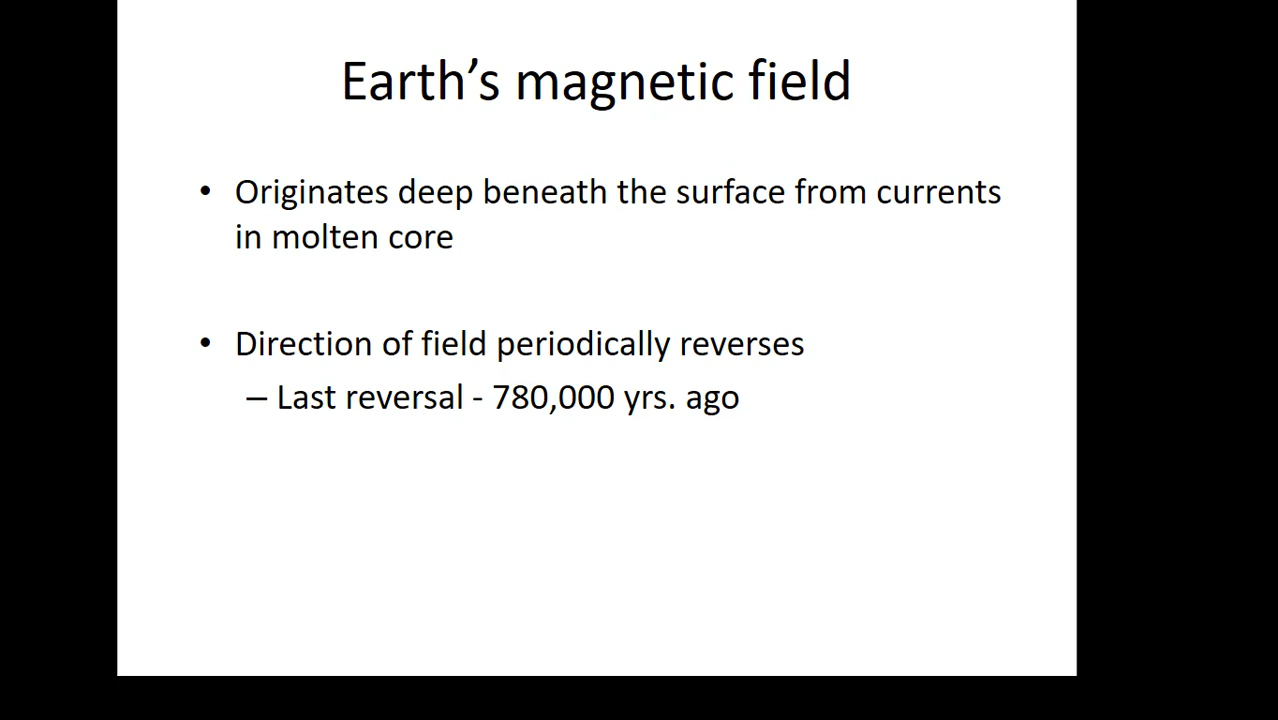 Earth’s magnetic field
• Originates deep beneath the surface from currents
in molten core
• Direction of field periodically reverses
– Last reversal - 780,000 yrs. ago